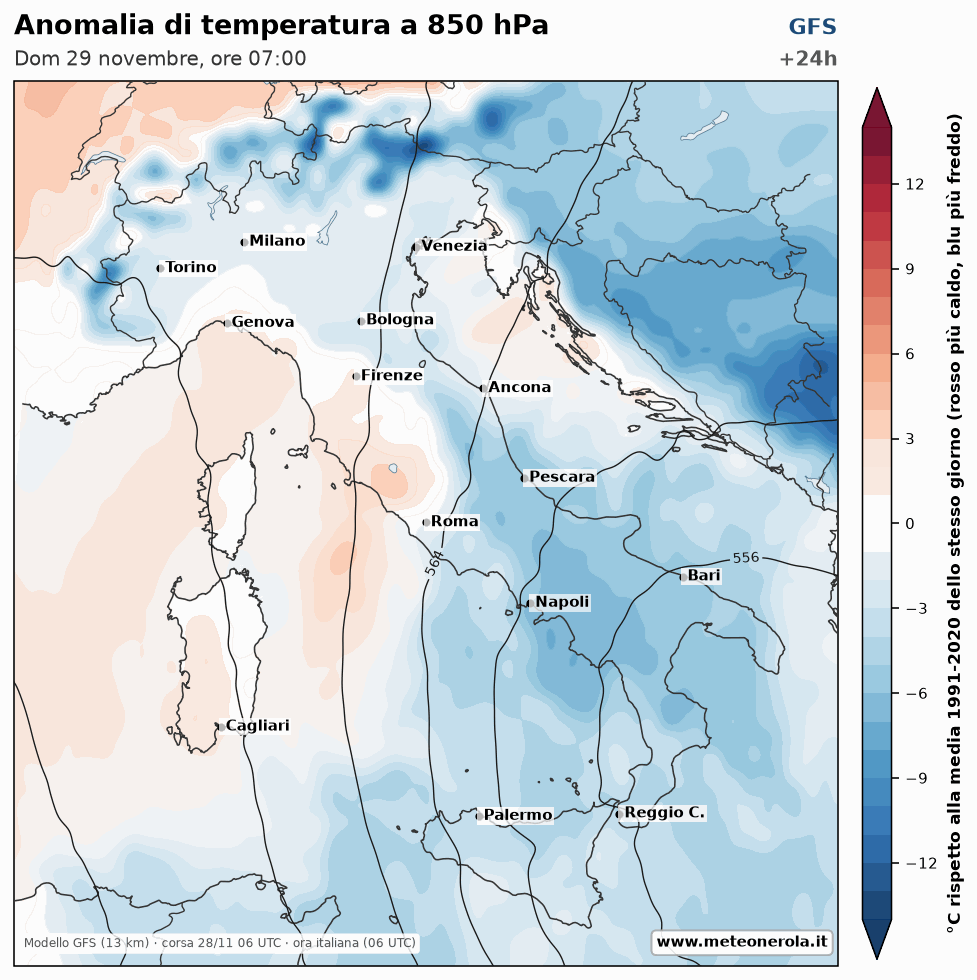 Anomalia di temperatura a 850 hPa
GFS
Dom 29 novembre, ore 07:00
+24h
Milano
Venezia
Torino
Genova
Bologna
Firenze
Ancona
Pescara
Roma
564
556
Bari
Napoli
Cagliari
Palermo
Reggio C.
Modello GFS (13 km) · corsa 28/11 06 UTC · ora italiana (06 UTC)
www.meteonerola.it
12
9
6
3
0
−3
−6
−9
−12
°C rispetto alla media 1991-2020 dello stesso giorno (rosso più caldo, blu più freddo)